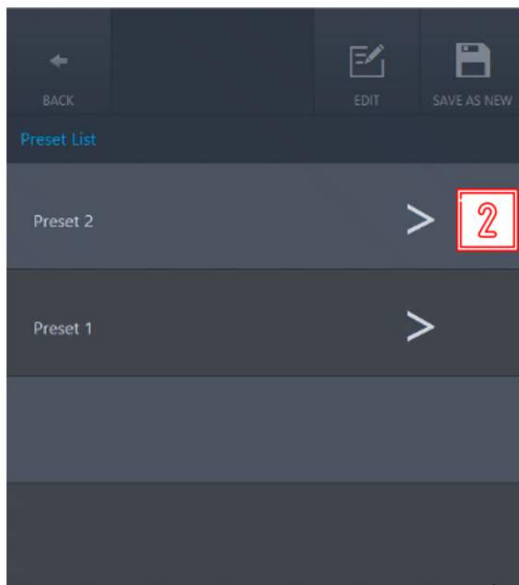 BACK
EDIT
SAVE AS NEW
Preset List
Preset 2
>
2
Preset 1
>